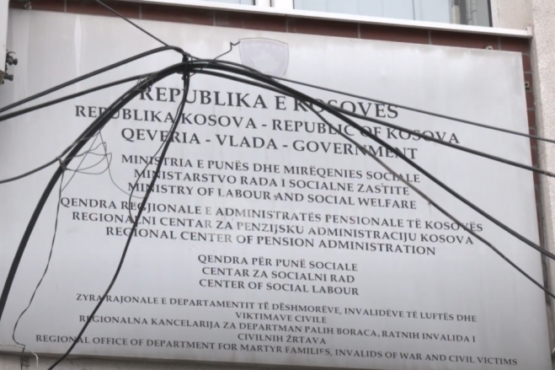 REPUBLIKA E KOSOVËS
REPUBLIKA KOSOVA - REPUBLIC OF KOSOVA
QEVERIA - VLADA - GOVERNMENT
MINISTRIA E PUNËS DHE MIRËQENIES SOCIALE
MINISTARSTVO RADA I SOCIALNE ZASTITE
MINISTRY OF LABOUR AND SOCIAL WELFARE
QENDRA REGJIONALE E ADMINISTRATËS PENSIONALE TË KOSOVËS
REGIONALNI CENTAR ZA PENZIJSKU ADMINISTRACIJU KOSOVA
REGIONAL CENTER OF PENSION ADMINISTRATION
QENDRA PËR PUNË SOCIALE
CENTAR ZA SOCIALNI RAD
CENTER OF SOCIAL LABOUR
ZYRA RAJONALE E DEPARTAMENTIT TË DËSHMORËVE, INVALIDËVE TË LUFTËS DHE
VIKTIMAVE CIVILE
REGIONALNA KANCELARIJA ZA DEPARTMAN PALIH BORACA, RATNIH INVALIDA I
CIVILNIH ŽRTAVA
REGIONAL OFFICE OF DEPARTMENT FOR MARTYR FAMILIES, INVALIDS OF WAR AND CIVIL VICTIMS